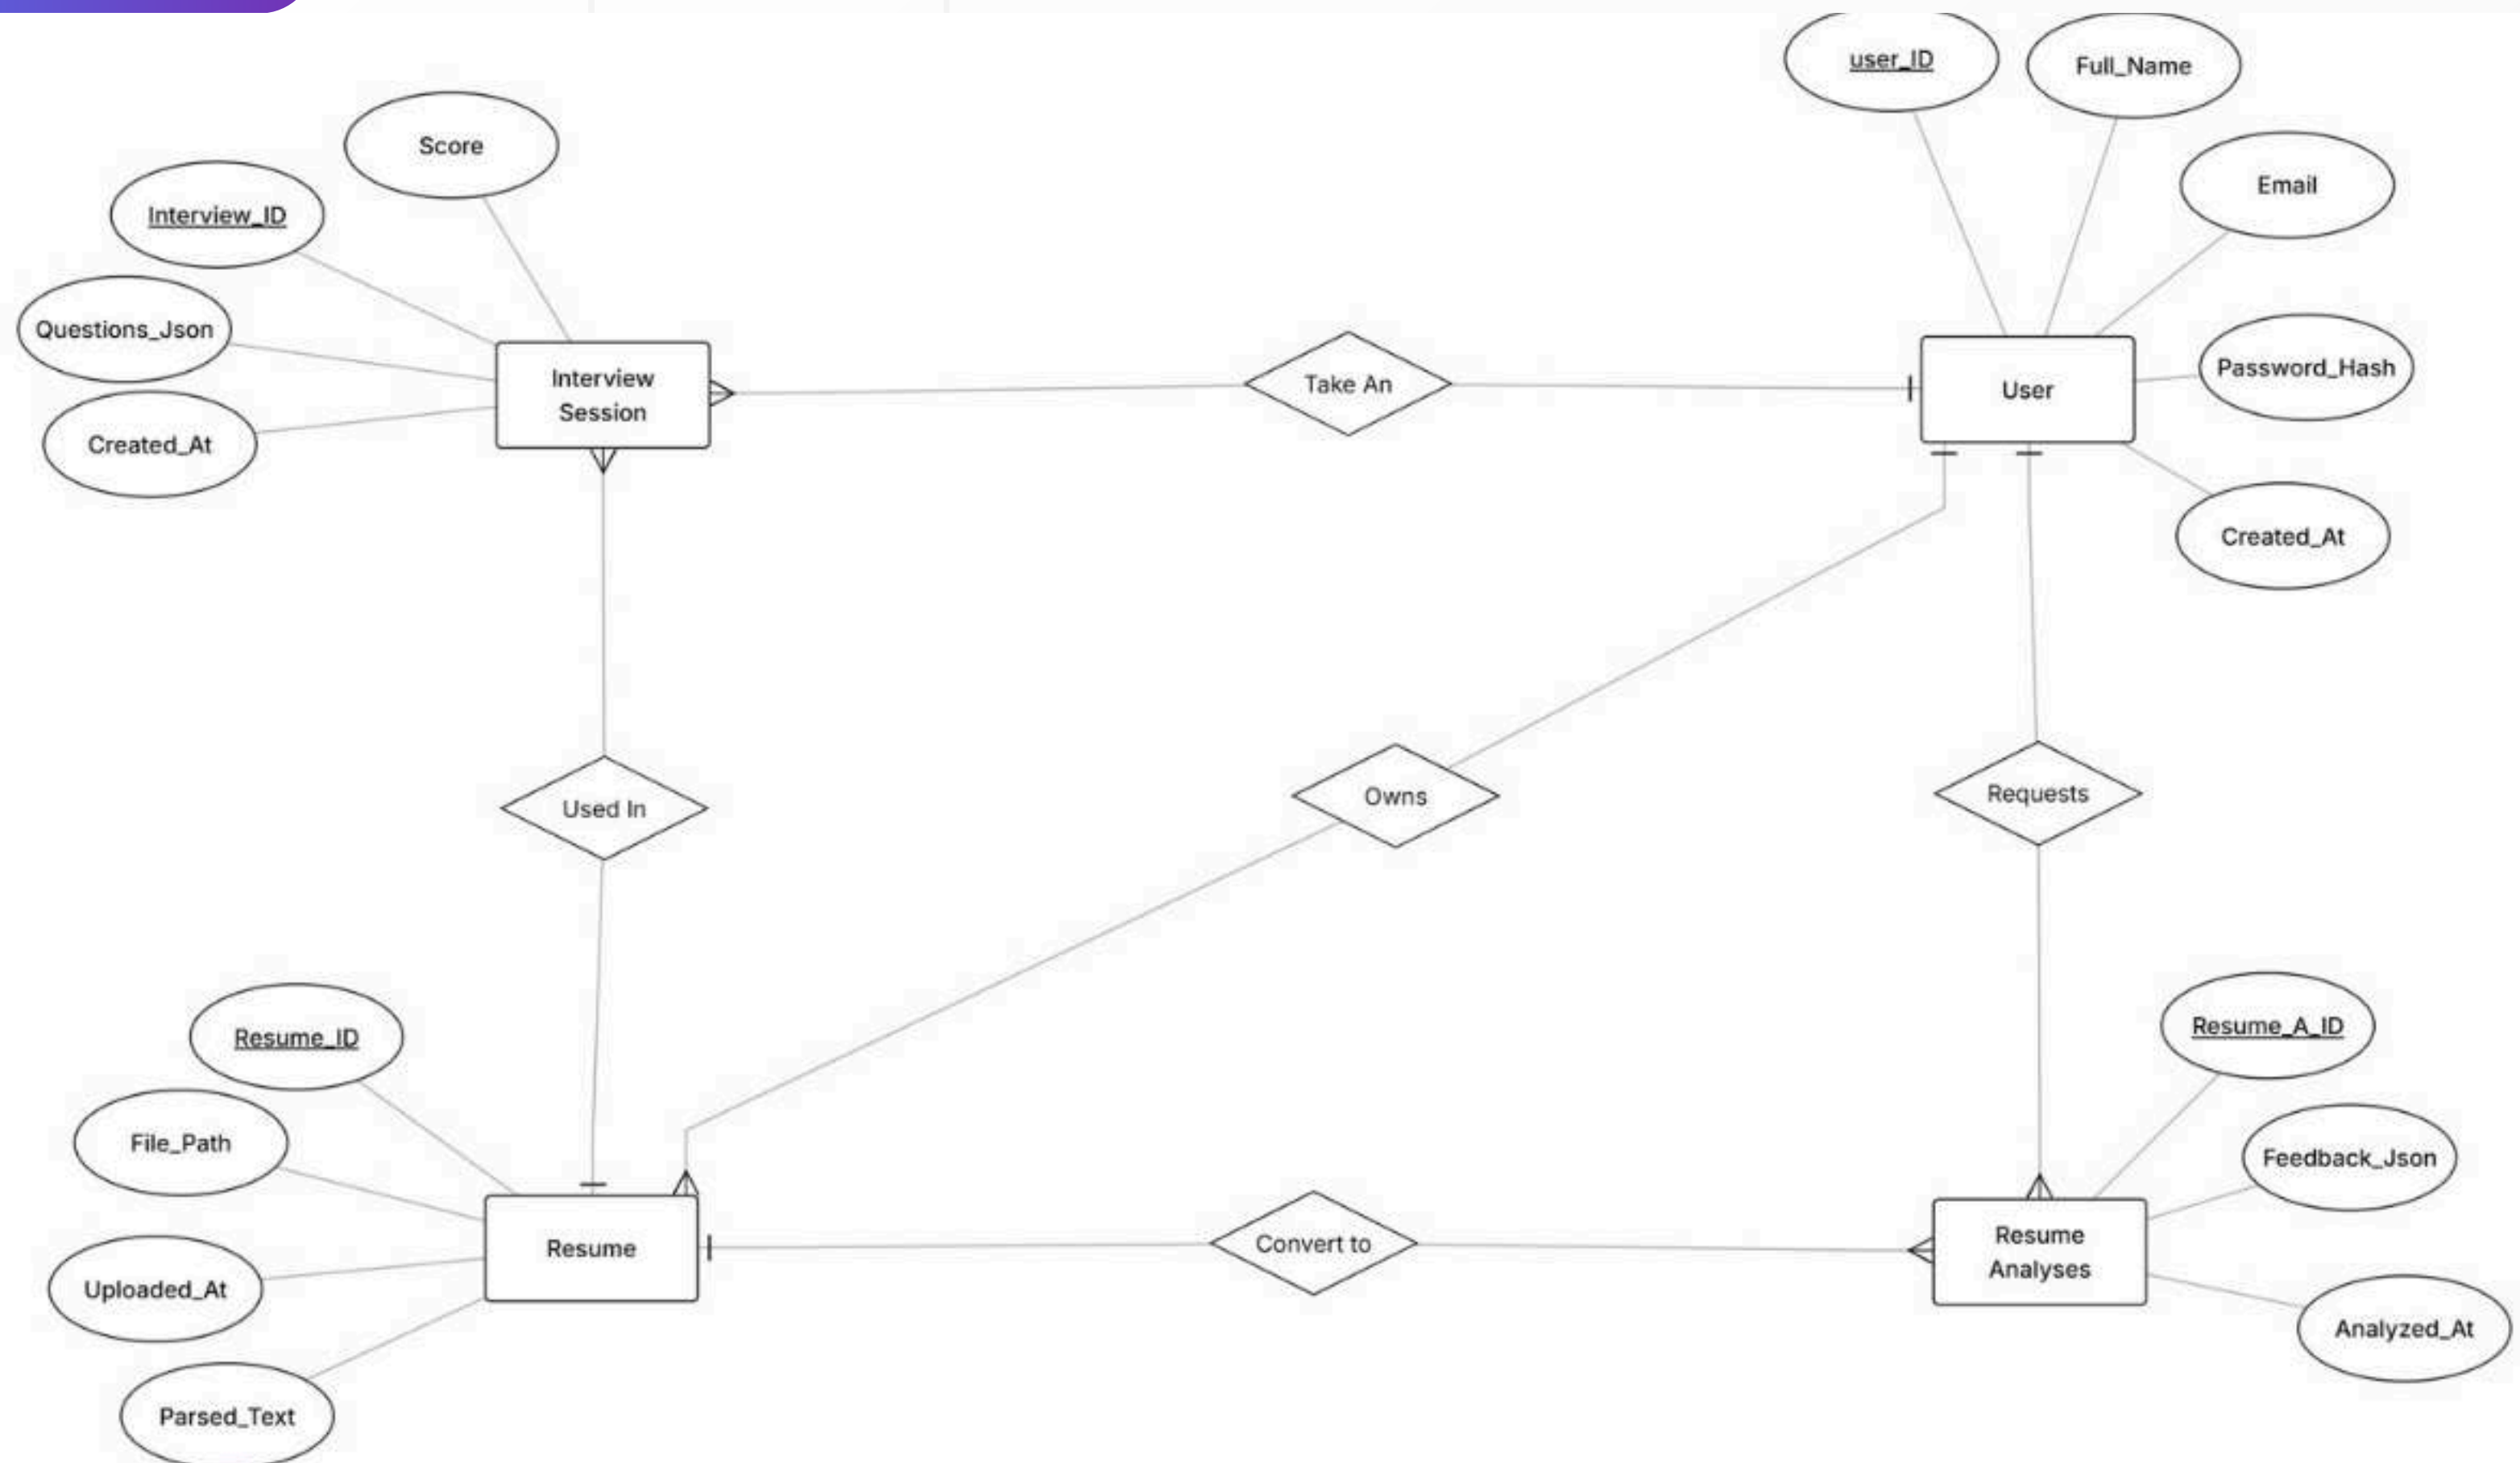 user_ID
Full_Name
Score
Email
Interview_ID
Questions_Json
Password_Hash
Interview
Session
Take An
User
Created_At
Created_At
Used In
Owns
Requests
Resume_ID
Resume_A_ID
File_Path
Feedback_Json
Resume
Convert to
Resume
Analyses
Uploaded_At
Analyzed_At
Parsed_Text